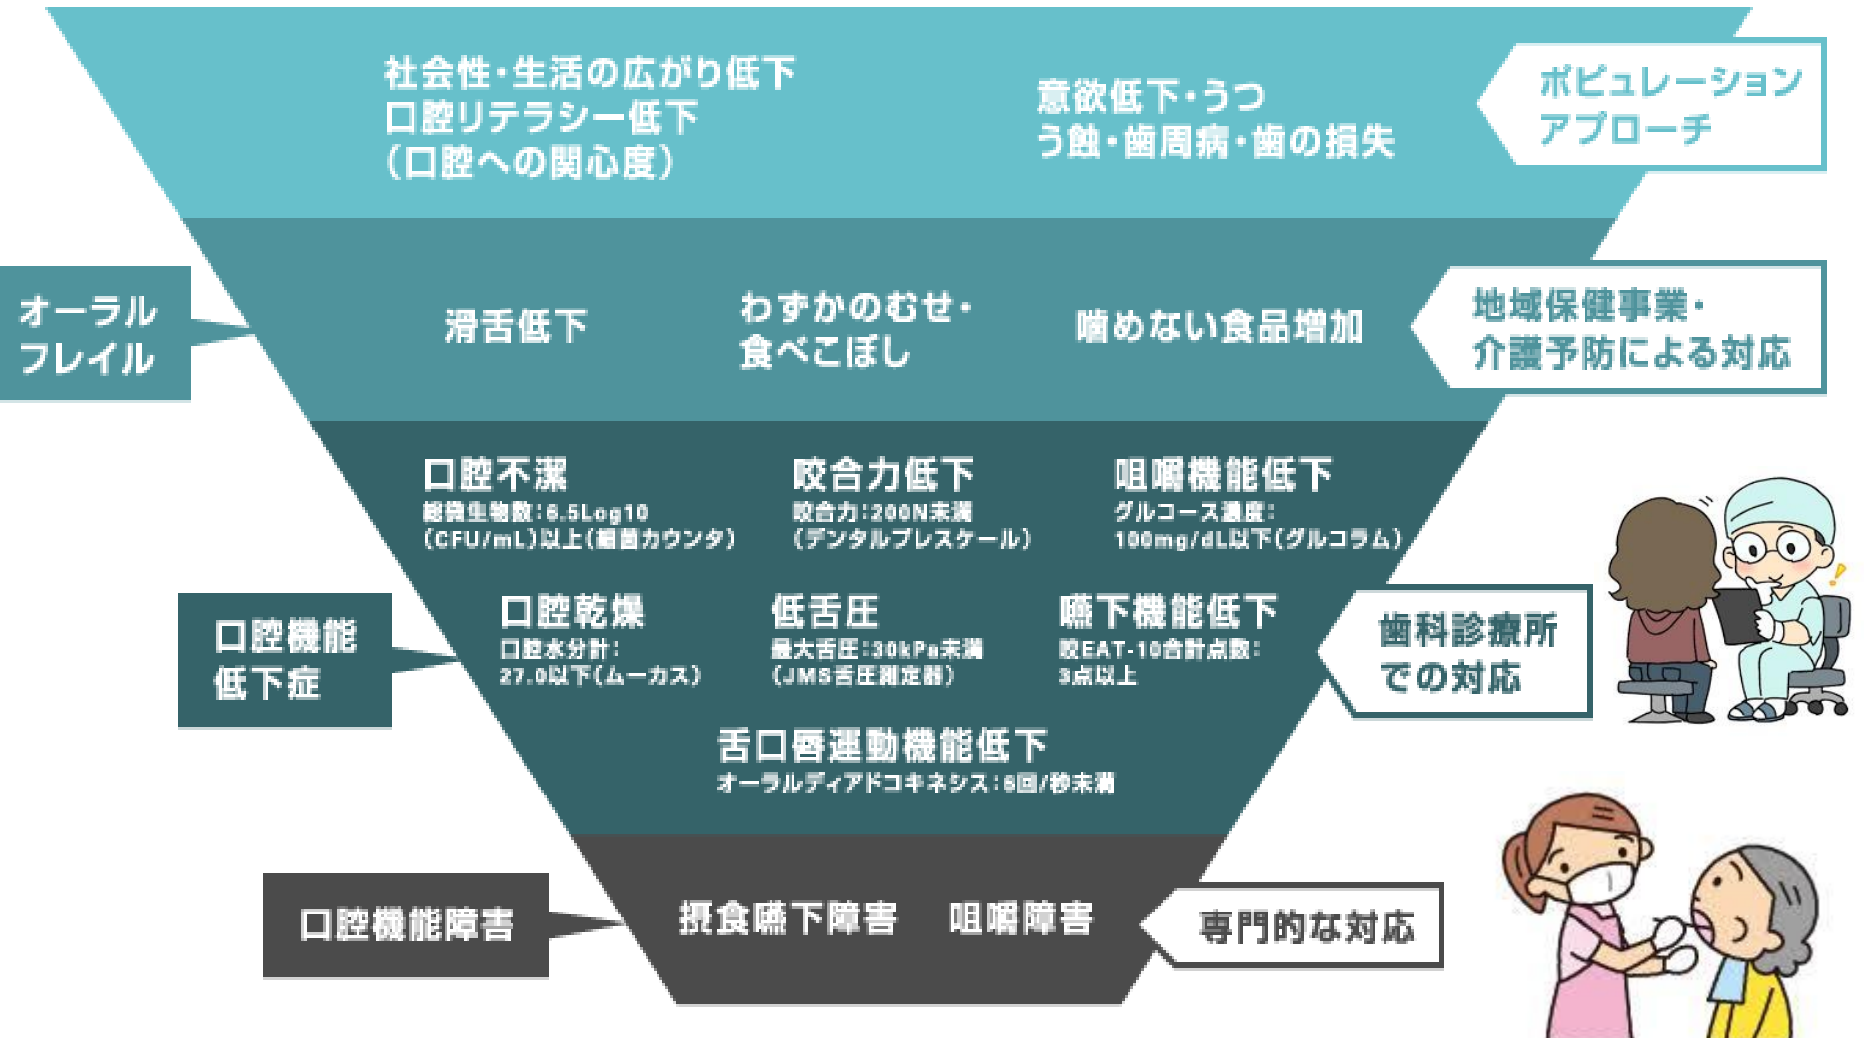 社会性・生活の広がり低下
口腔リテラシー低下
（口腔への関心度）
意欲低下・うつ
う蝕・歯周病・歯の損失
ポピュレーション
アプローチ
オーラル
フレイル
滑舌低下
わずかのむせ・
食べこぼし
噛めない食品増加
地域保健事業・
介護予防による対応
口腔機能
低下症
口腔不潔
総微生物数：6.5Log10
（CFU/mL）以上（細菌カウンタ）
咬合力低下
咬合力：200N未満
（デンタルプレスケール）
咀嚼機能低下
グルコース濃度：
100mg/dL以下（グルコラム）
口腔乾燥
口腔水分計：
27.0以下（ムーカス）
低舌圧
最大舌圧：30kPa未満
（JMS舌圧測定器）
嚥下機能低下
EAT-10合計点数：
3点以上
舌口唇運動機能低下
オーラルディアドコキネシス：6回/秒未満
歯科診療所
での対応
口腔機能障害
摂食嚥下障害
咀嚼障害
専門的な対応